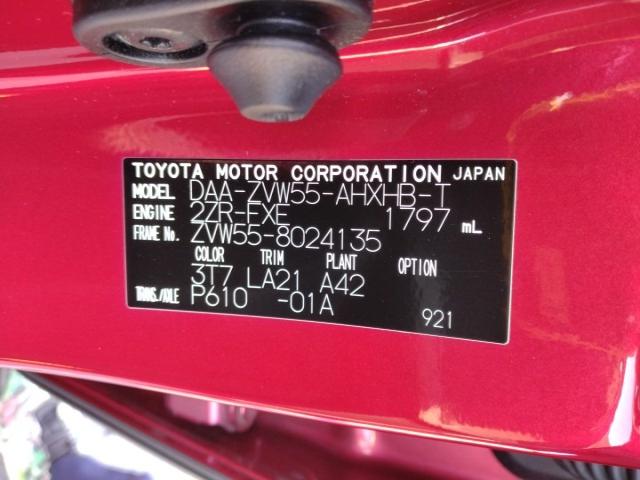 TOYOTA MOTOR CORPORATION JAPAN
MODEL DAA-ZVW55-AHXHB-T
ENGINE 2ZR-FXE 1797 mL
FRAME No. ZVW55-8024135
COLOR TRIM PLANT OPTION
3T7 LA21 A42
TRANS./AXLE P610 -01A
921